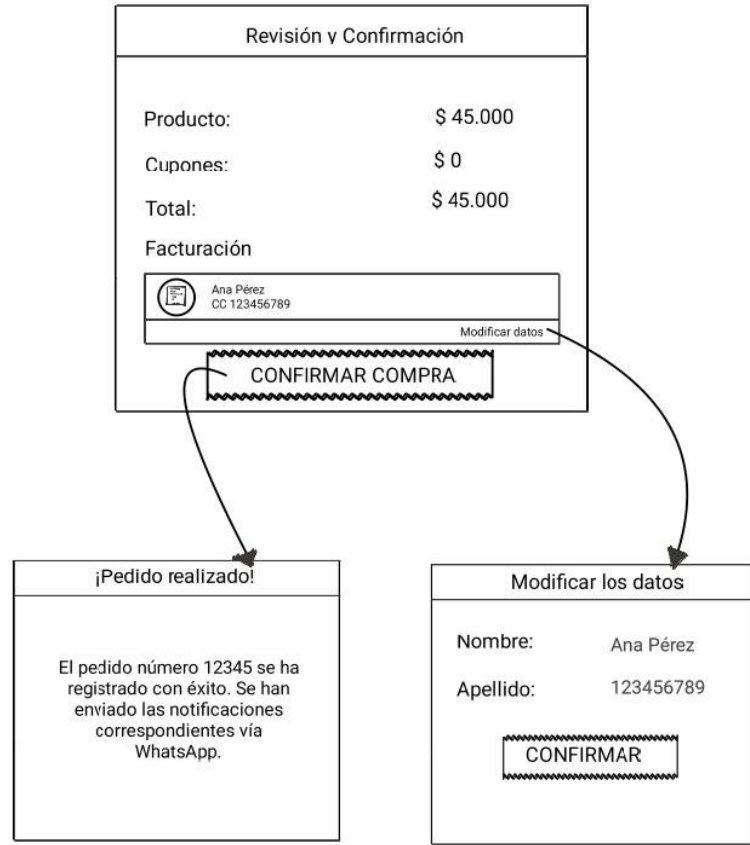 Revisión y Confirmación
Producto: $ 45.000
Cupones: $ 0
Total: $ 45.000
Facturación
Ana Pérez
CC 123456789
Modificar datos
CONFIRMAR COMPRA
¡Pedido realizado!
El pedido número 12345 se ha
registrado con éxito. Se han
enviado las notificaciones
correspondientes vía
WhatsApp.
Modificar los datos
Nombre: Ana Pérez
Apellido: 123456789
CONFIRMAR